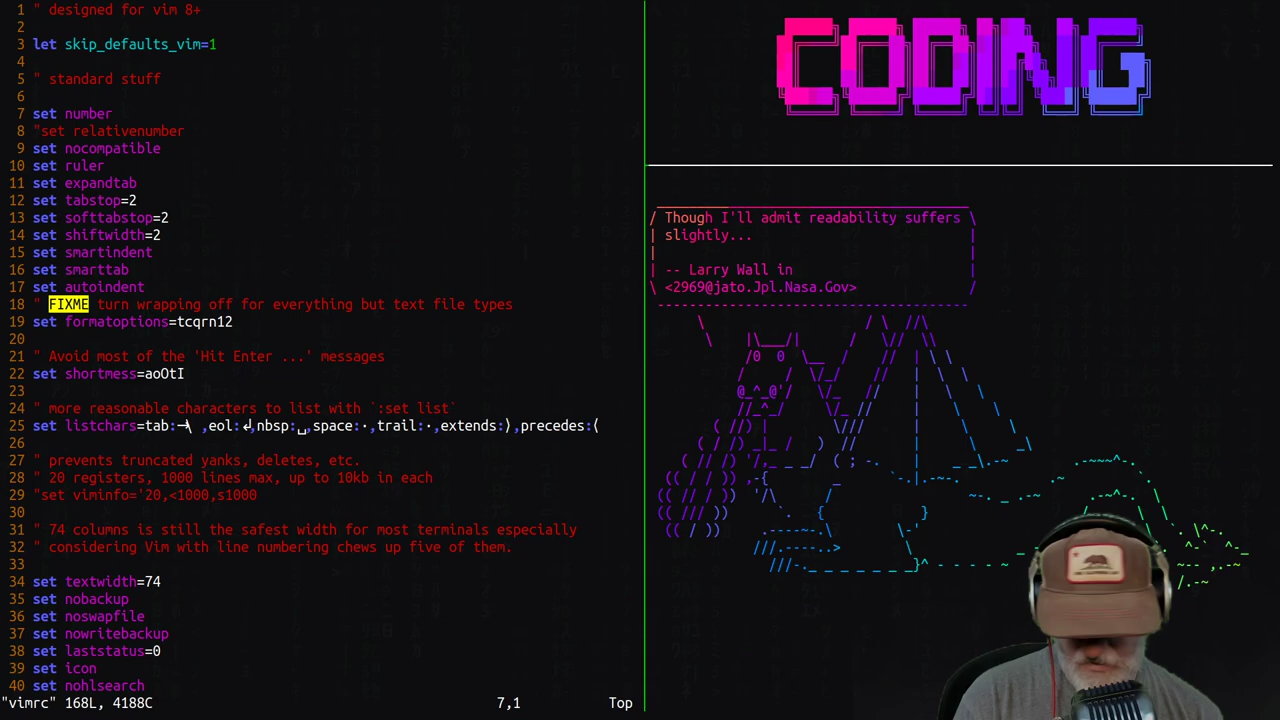 1 " designed for vim 8+
2
3 let skip_defaults_vim=1
4
5 " standard stuff
6
7 set number
8 "set relativenumber
9 set nocompatible
10 set ruler
11 set expandtab
12 set tabstop=2
13 set softtabstop=2
14 set shiftwidth=2
15 set smartindent
16 set smarttab
17 set autoindent
18 " FIXME turn wrapping off for everything but text file types
19 set formatoptions=tcqrn12
20
21 " Avoid most of the 'Hit Enter ...' messages
22 set shortmess=aoOtI
23
24 " more reasonable characters to list with `:set list`
25 set listchars=tab:→\ ,eol:↲,nbsp:␣,space:·,trail:·,extends:⟩,precedes:⟨
26
27 " prevents truncated yanks, deletes, etc.
28 " 20 registers, 1000 lines max, up to 10kb in each
29 "set viminfo='20,<1000,s1000
30
31 " 74 columns is still the safest width for most terminals especially
32 " considering Vim with line numbering chews up five of them.
33
34 set textwidth=74
35 set nobackup
36 set noswapfile
37 set nowritebackup
38 set laststatus=0
39 set icon
40 set nohlsearch
"vimrc" 168L, 4188C 7,1 Top
CODING
Though I'll admit readability suffers
slightly...
-- Larry Wall in
<2969@jato.Jpl.Nasa.Gov>